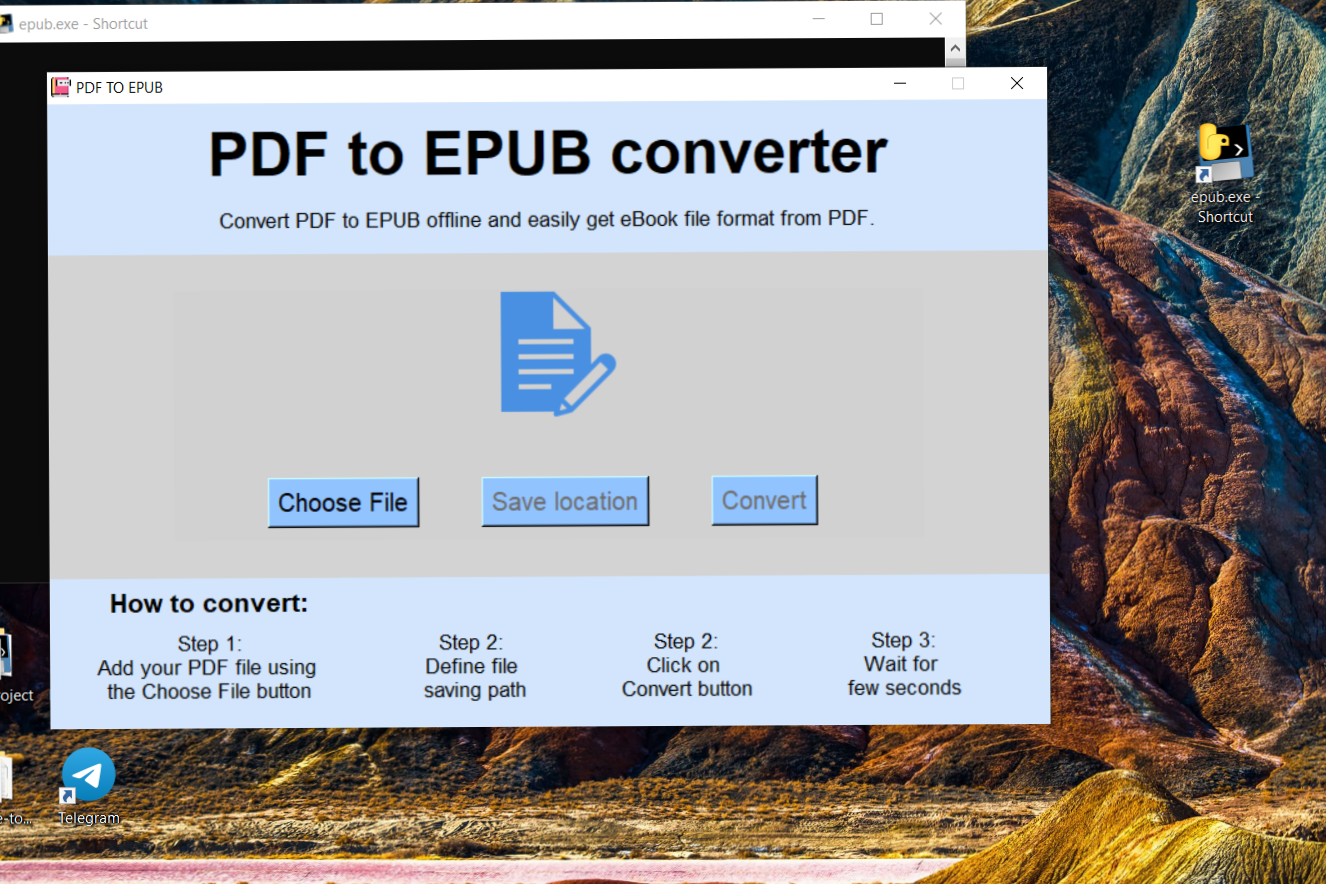 epub.exe - Shortcut
PDF TO EPUB
PDF to EPUB converter
Convert PDF to EPUB offline and easily get eBook file format from PDF.
epub.exe -
Shortcut
Choose File
Save location
Convert
How to convert:
Step 1:
Add your PDF file using
the Choose File button
Step 2:
Define file
saving path
Step 2:
Click on
Convert button
Step 3:
Wait for
few seconds
oject
e-to...
Telegram